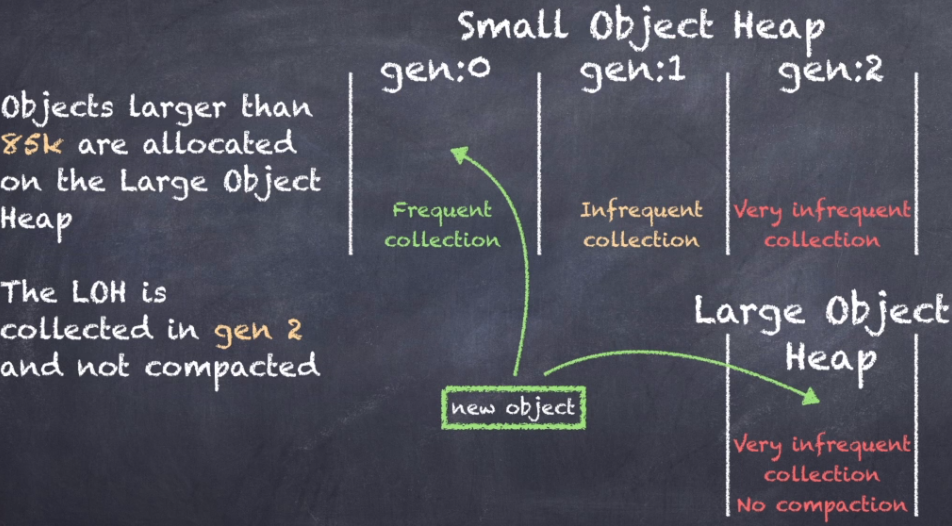 Small Object Heap
gen:0
gen:1
gen:2
Objects larger than
85k are allocated
on the Large Object
Heap
Frequent
collection
Infrequent
collection
Very infrequent
collection
The LOH is
collected in gen 2
and not compacted
Large Object
Heap
new object
Very infrequent
collection
No compaction